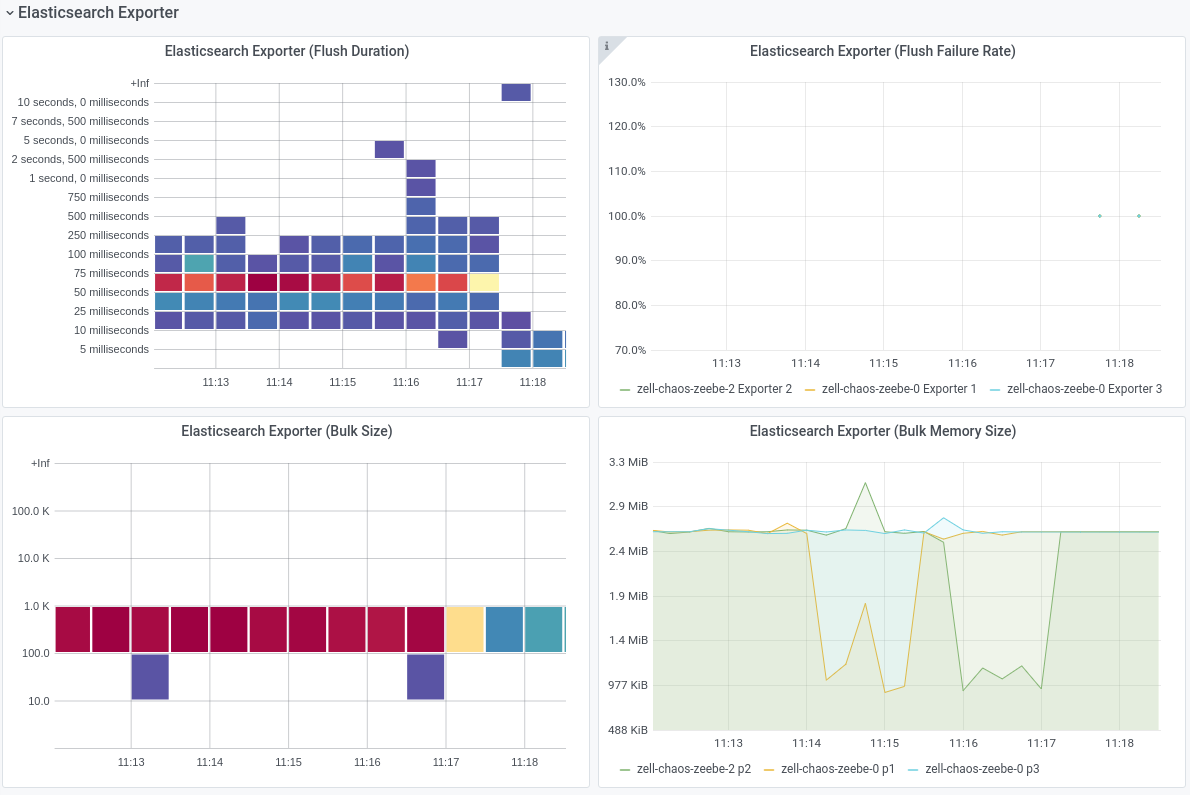 Elasticsearch Exporter
Elasticsearch Exporter (Flush Duration)
+Inf
10 seconds, 0 milliseconds
7 seconds, 500 milliseconds
5 seconds, 0 milliseconds
2 seconds, 500 milliseconds
1 second, 0 milliseconds
750 milliseconds
500 milliseconds
250 milliseconds
100 milliseconds
75 milliseconds
50 milliseconds
25 milliseconds
10 milliseconds
5 milliseconds
11:13 11:14 11:15 11:16 11:17 11:18
i
Elasticsearch Exporter (Flush Failure Rate)
130.0%
120.0%
110.0%
100.0%
90.0%
80.0%
70.0%
11:13 11:14 11:15 11:16 11:17 11:18
zell-chaos-zeebe-2 Exporter 2 zell-chaos-zeebe-0 Exporter 1 zell-chaos-zeebe-0 Exporter 3
Elasticsearch Exporter (Bulk Size)
+Inf
100.0 K
10.0 K
1.0 K
100.0
10.0
11:13 11:14 11:15 11:16 11:17 11:18
Elasticsearch Exporter (Bulk Memory Size)
3.3 MiB
2.9 MiB
2.4 MiB
1.9 MiB
1.4 MiB
977 KiB
488 KiB
11:13 11:14 11:15 11:16 11:17 11:18
zell-chaos-zeebe-2 p2 zell-chaos-zeebe-0 p1 zell-chaos-zeebe-0 p3